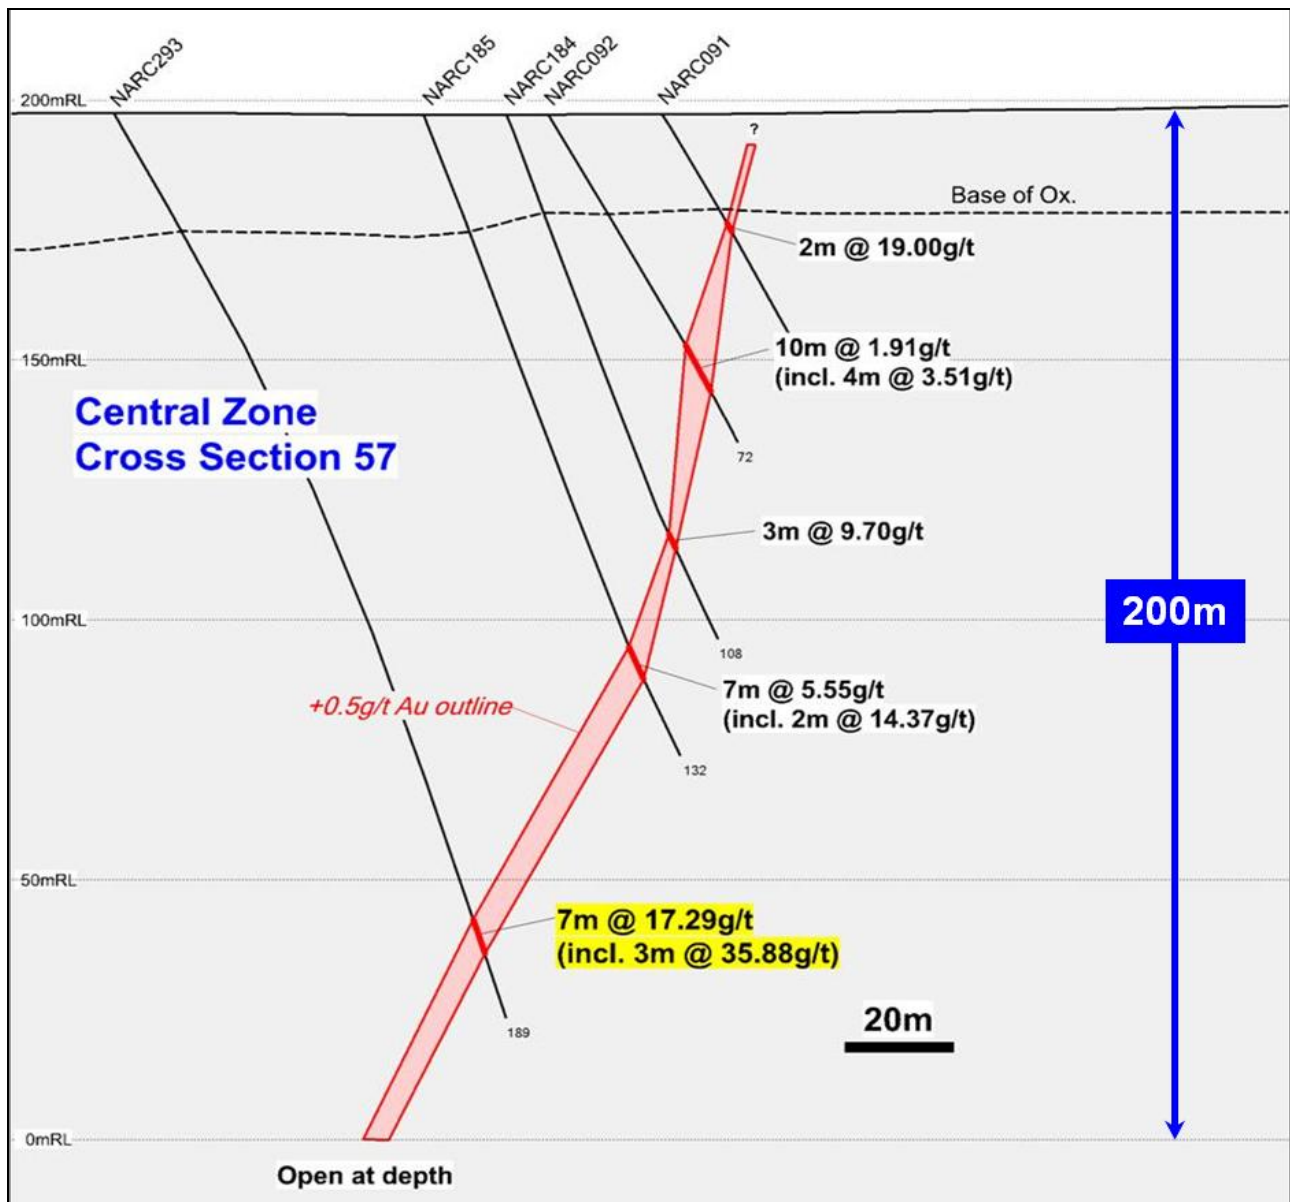 NARC293
NARC185
NARC184
NARC092
NARC091
200mRL
?
Base of Ox.
2m @ 19.00g/t
10m @ 1.91g/t
(incl. 4m @ 3.51g/t)
150mRL
Central Zone
Cross Section 57
72
3m @ 9.70g/t
100mRL
200m
108
7m @ 5.55g/t
(incl. 2m @ 14.37g/t)
+0.5g/t Au outline
132
50mRL
7m @ 17.29g/t
(incl. 3m @ 35.88g/t)
20m
189
0mRL
Open at depth